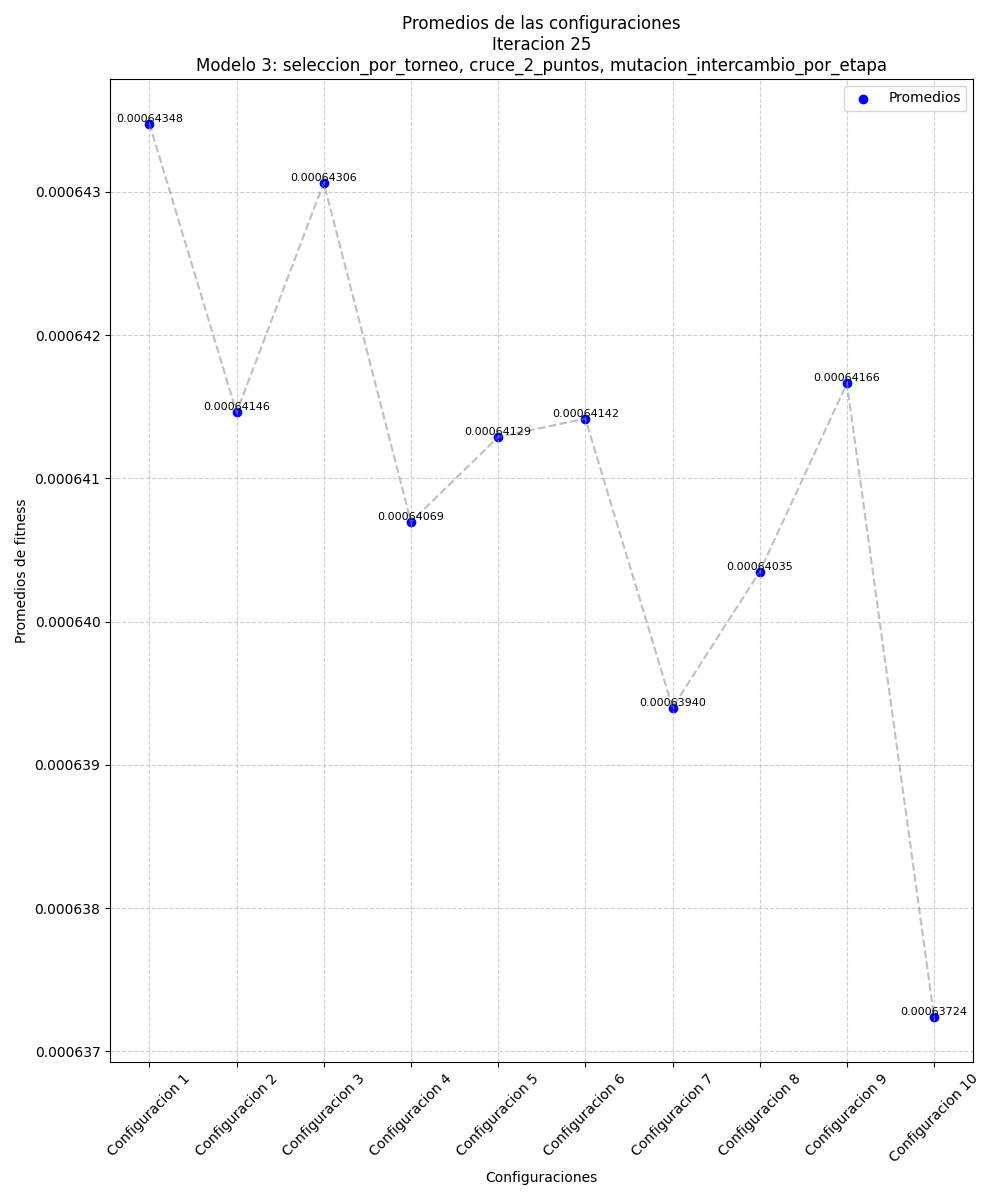 Promedios de las configuraciones
Iteracion 25
Modelo 3: seleccion_por_torneo, cruce_2_puntos, mutacion_intercambio_por_etapa
Promedios
0.00064348
0.00064306
0.00064146
0.00064069
0.00064129
0.00064142
0.00063940
0.00064035
0.00064166
0.00063724
Promedios de fitness
0.000643
0.000642
0.000641
0.000640
0.000639
0.000638
0.000637
Configuracion 1
Configuracion 2
Configuracion 3
Configuracion 4
Configuracion 5
Configuracion 6
Configuracion 7
Configuracion 8
Configuracion 9
Configuracion 10
Configuraciones